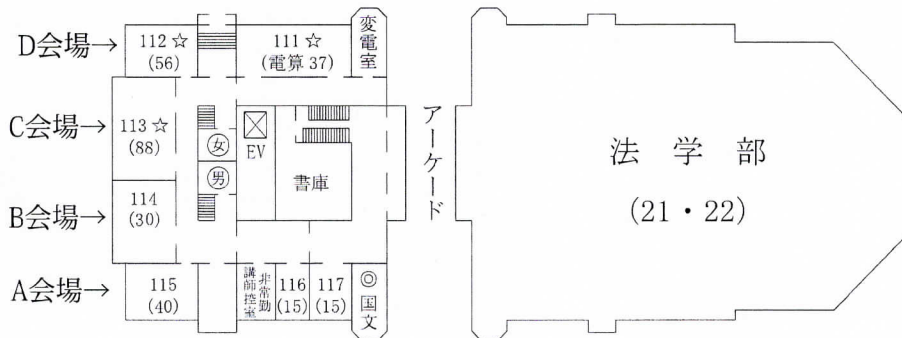 D会場→
112 ☆
(56)
111 ☆
(電算 37)
変電室
C会場→
113 ☆
(88)
女
EV
男
書庫
アーケード
法学部
(21・22)
B会場→
114
(30)
A会場→
115
(40)
非常勤
講師控室
116
(15)
117
(15)
◎国文